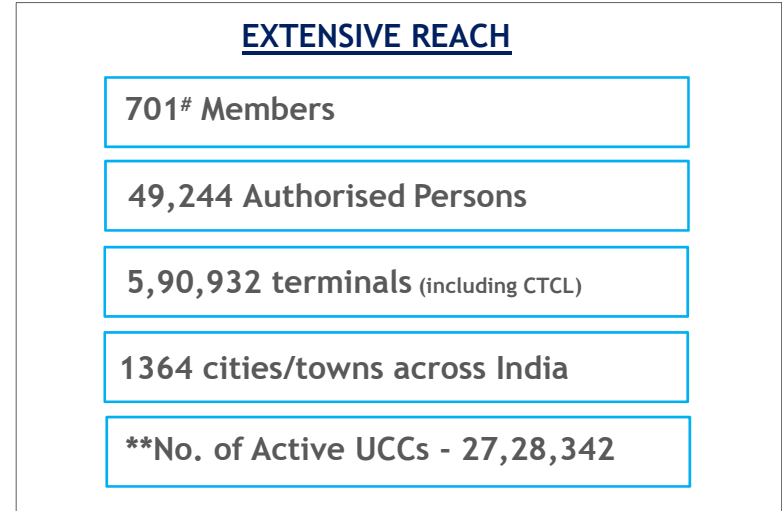 EXTENSIVE REACH
701# Members
49,244 Authorised Persons
5,90,932 terminals (including CTCL)
1364 cities/towns across India
**No. of Active UCCs - 27,28,342